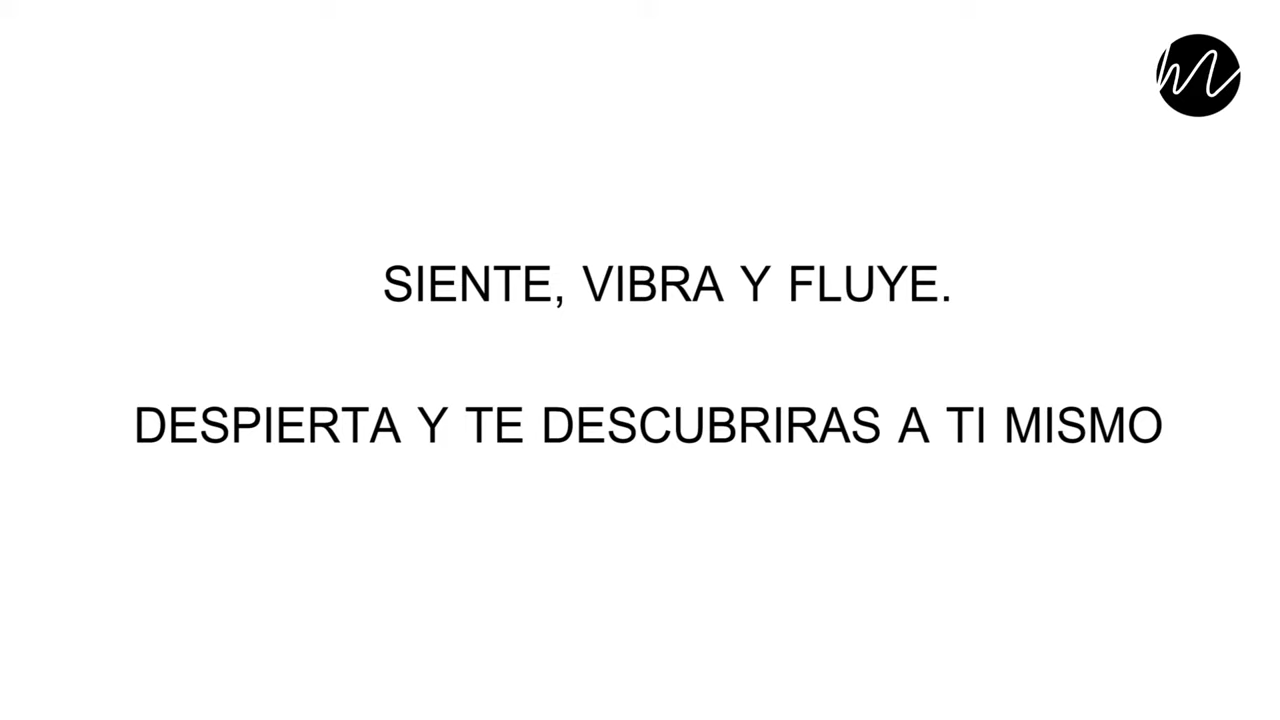 SIENTE, VIBRA Y FLUYE.
DESPIERTA Y TE DESCUBRIRAS A TI MISMO